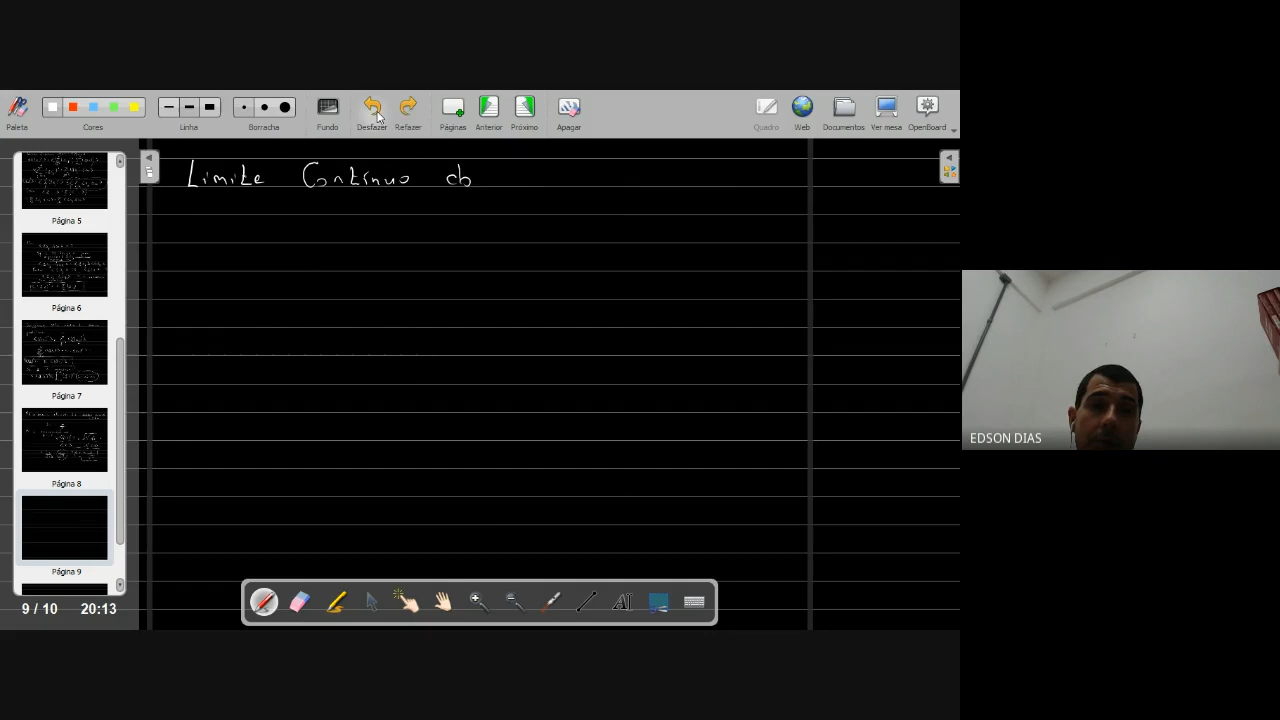 Paleta
Cores
Linha
Borracha
Fundo
Desfazer
Refazer
Páginas
Anterior
Próximo
Apagar
Quadro
Web
Documentos
Ver mesa
OpenBoard
Limite Contínuo do
Página 5
Página 6
Página 7
Página 8
Página 9
9 / 10 20:13
EDSON DIAS